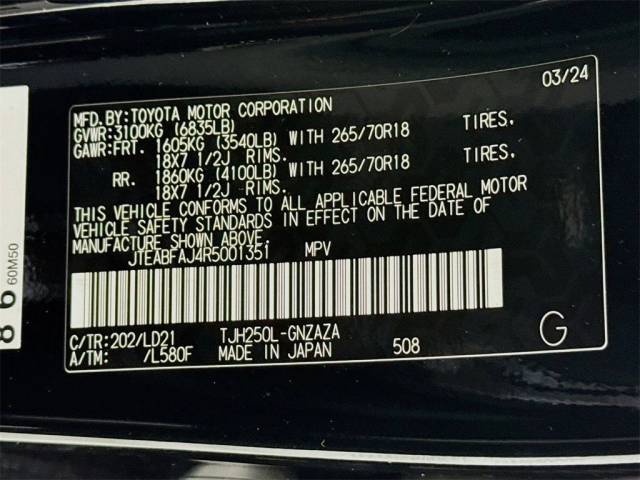 03/24
MFD.BY:TOYOTA MOTOR CORPORATION
GVWR:3100KG (6835LB)
GAWR:FRT. 1605KG (3540LB) WITH 265/70R18 TIRES,
18X7 1/2J RIMS.
RR. 1860KG (4100LB) WITH 265/70R18 TIRES,
18X7 1/2J RIMS.
THIS VEHICLE CONFORMS TO ALL APPLICABLE FEDERAL MOTOR
VEHICLE SAFETY STANDARDS IN EFFECT ON THE DATE OF
MANUFACTURE SHOWN ABOVE.
JTEABFAJ4R5001351 MPV
C/TR:202/LD21 TJH250L-GNZAZA
A/TM: /L580F MADE IN JAPAN 508
G
60M50
86